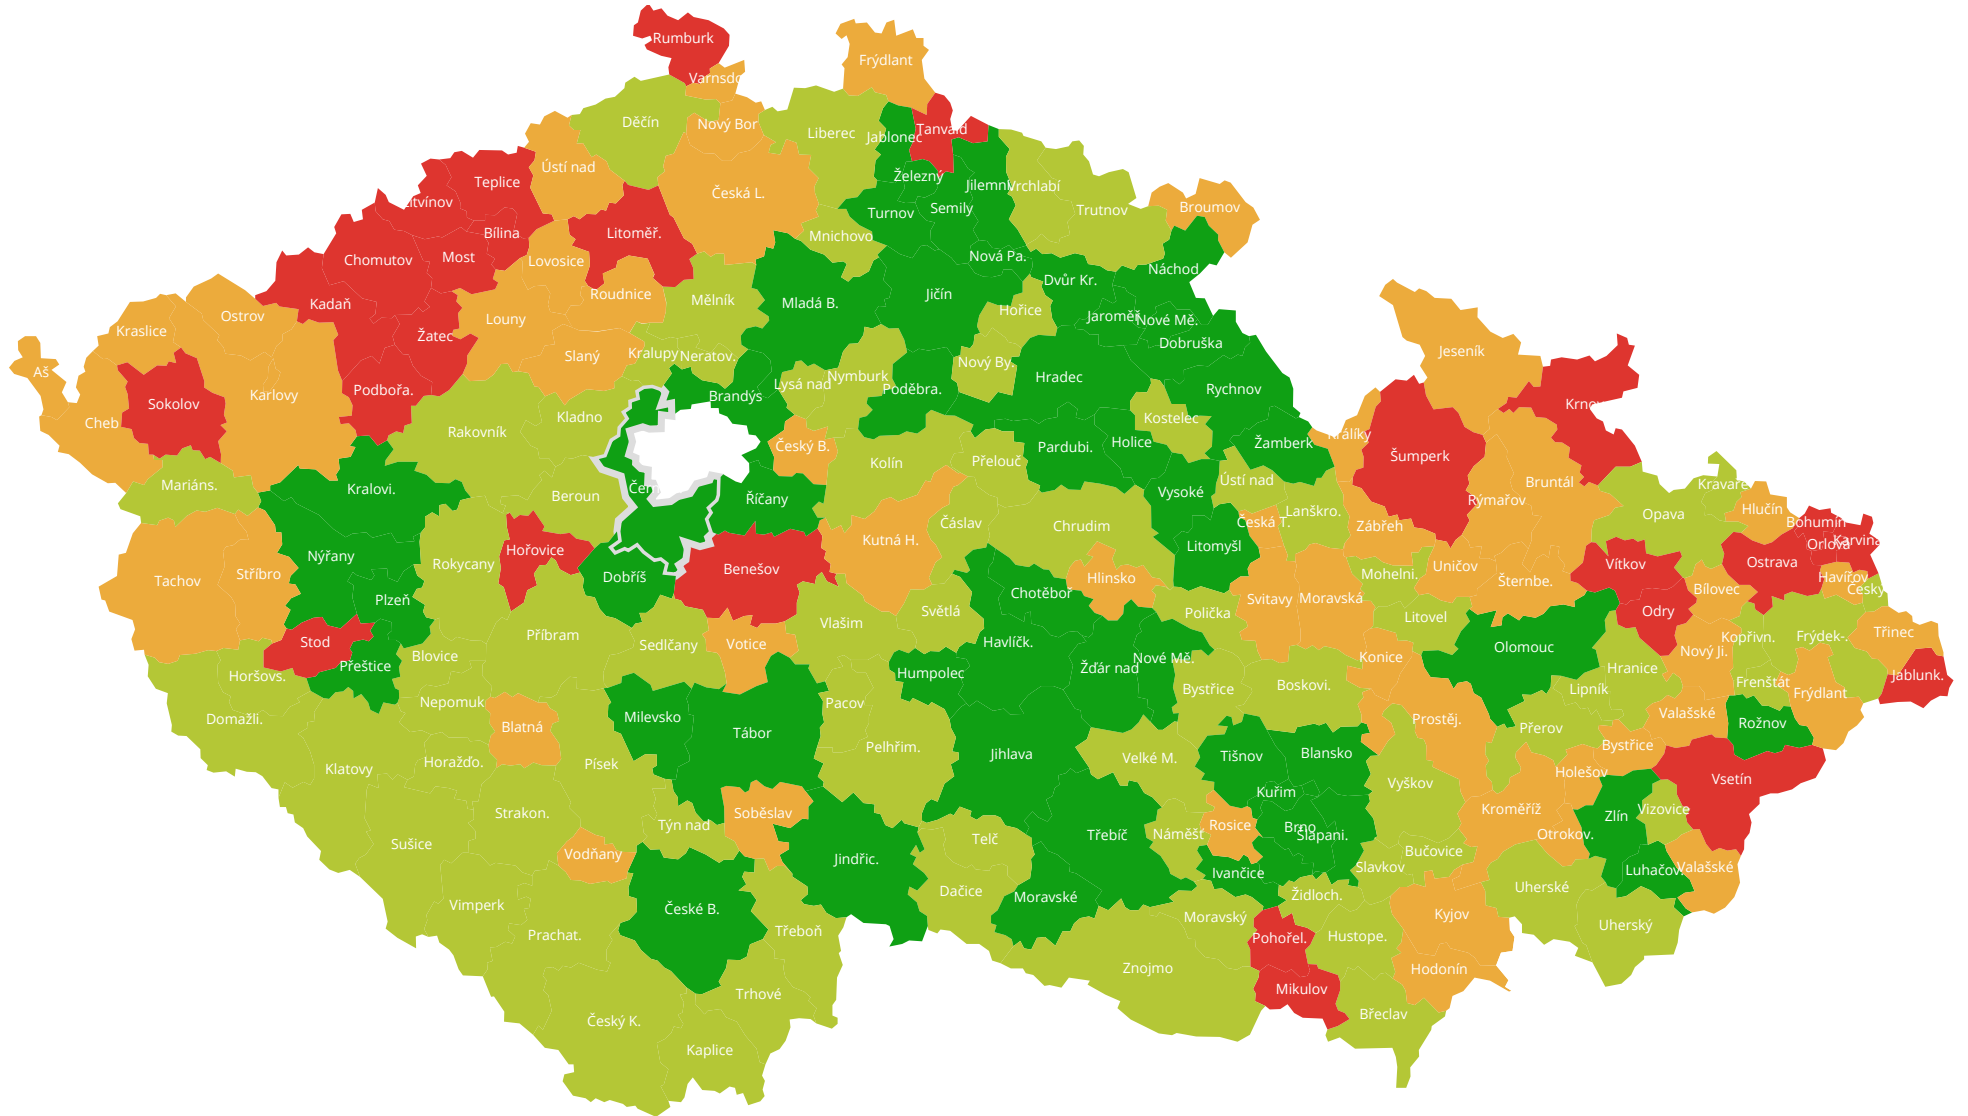 Rumburk
Frýdlant
Varnsdo
Děčín
Nový Bor
Liberec
Jablonec
Tanvald
Ústí nad
Teplice
Železný
Jilemni
Vrchlabí
Česká L.
Litvínov
Turnov
Semily
Trutnov
Broumov
Bílina
Litoměř.
Mnichovo
Most
Chomutov
Lovosice
Nová Pa.
Náchod
Dvůr Kr.
Roudnice
Mělník
Mladá B.
Jičín
Kadaň
Ostrov
Louny
Hořice
Jaroměř
Nové Mě.
Kraslice
Žatec
Dobruška
Slaný
Kralupy
Neratov.
Jeseník
Nový By.
Aš
Hradec
Nymburk
Lysá nad
Poděbra.
Rychnov
Podbořa.
Karlovy
Brandýs
Sokolov
Krnov
Kladno
Kostelec
Cheb
Rakovník
Králíky
Holice
Žamberk
Český B.
Pardubi.
Šumperk
Kolín
Přelouč
Mariáns.
Kralovi.
Čern
Beroun
Říčany
Vysoké
Ústí nad
Bruntál
Kravaře
Rýmařov
Hlučín
Lanškro.
Opava
Čáslav
Chrudim
Česká T.
Zábřeh
Bohumín
Kutná H.
Karviná
Orlová
Hořovice
Litomyšl
Nýřany
Rokycany
Ostrava
Vítkov
Benešov
Uničov
Stříbro
Mohelni.
Dobříš
Hlinsko
Havířov
Tachov
Šternbe.
Český
Bílovec
Chotěboř
Plzeň
Svitavy
Moravská
Světlá
Polička
Odry
Litovel
Vlašim
Třinec
Příbram
Frýdek-.
Kopřivn.
Stod
Havlíčk.
Sedlčany
Votice
Olomouc
Nový Ji.
Blovice
Konice
Nové Mě.
Přeštice
Žďár nad
Hranice
Humpolec
Jablunk.
Horšovs.
Frenštát
Boskovi.
Bystřice
Lipník
Frýdlant
Nepomuk
Pacov
Valašské
Milevsko
Domažli.
Prostěj.
Rožnov
Blatná
Přerov
Tábor
Bystřice
Pelhřim.
Blansko
Jihlava
Tišnov
Velké M.
Horažďo.
Písek
Klatovy
Holešov
Vsetín
Vyškov
Kuřim
Vizovice
Kroměříž
Strakon.
Soběslav
Zlín
Týn nad
Rosice
Brno
Náměšť
Třebíč
Šlapani.
Otrokov.
Telč
Sušice
Bučovice
Vodňany
Jindřic.
Slavkov
Valašské
Luhačov.
Ivančice
Uherské
Dačice
Židloch.
Moravské
Vimperk
České B.
Kyjov
Moravský
Uherský
Třeboň
Prachat.
Hustope.
Pohořel.
Znojmo
Hodonín
Mikulov
Trhové
Břeclav
Český K.
Kaplice